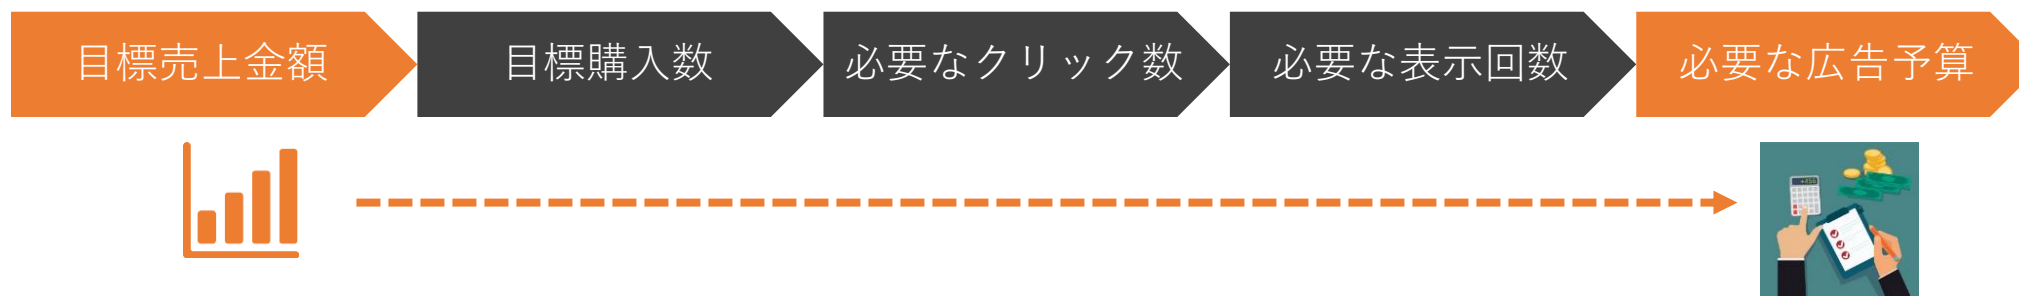 目標売上金額
目標購入数
必要なクリック数
必要な表示回数
必要な広告予算